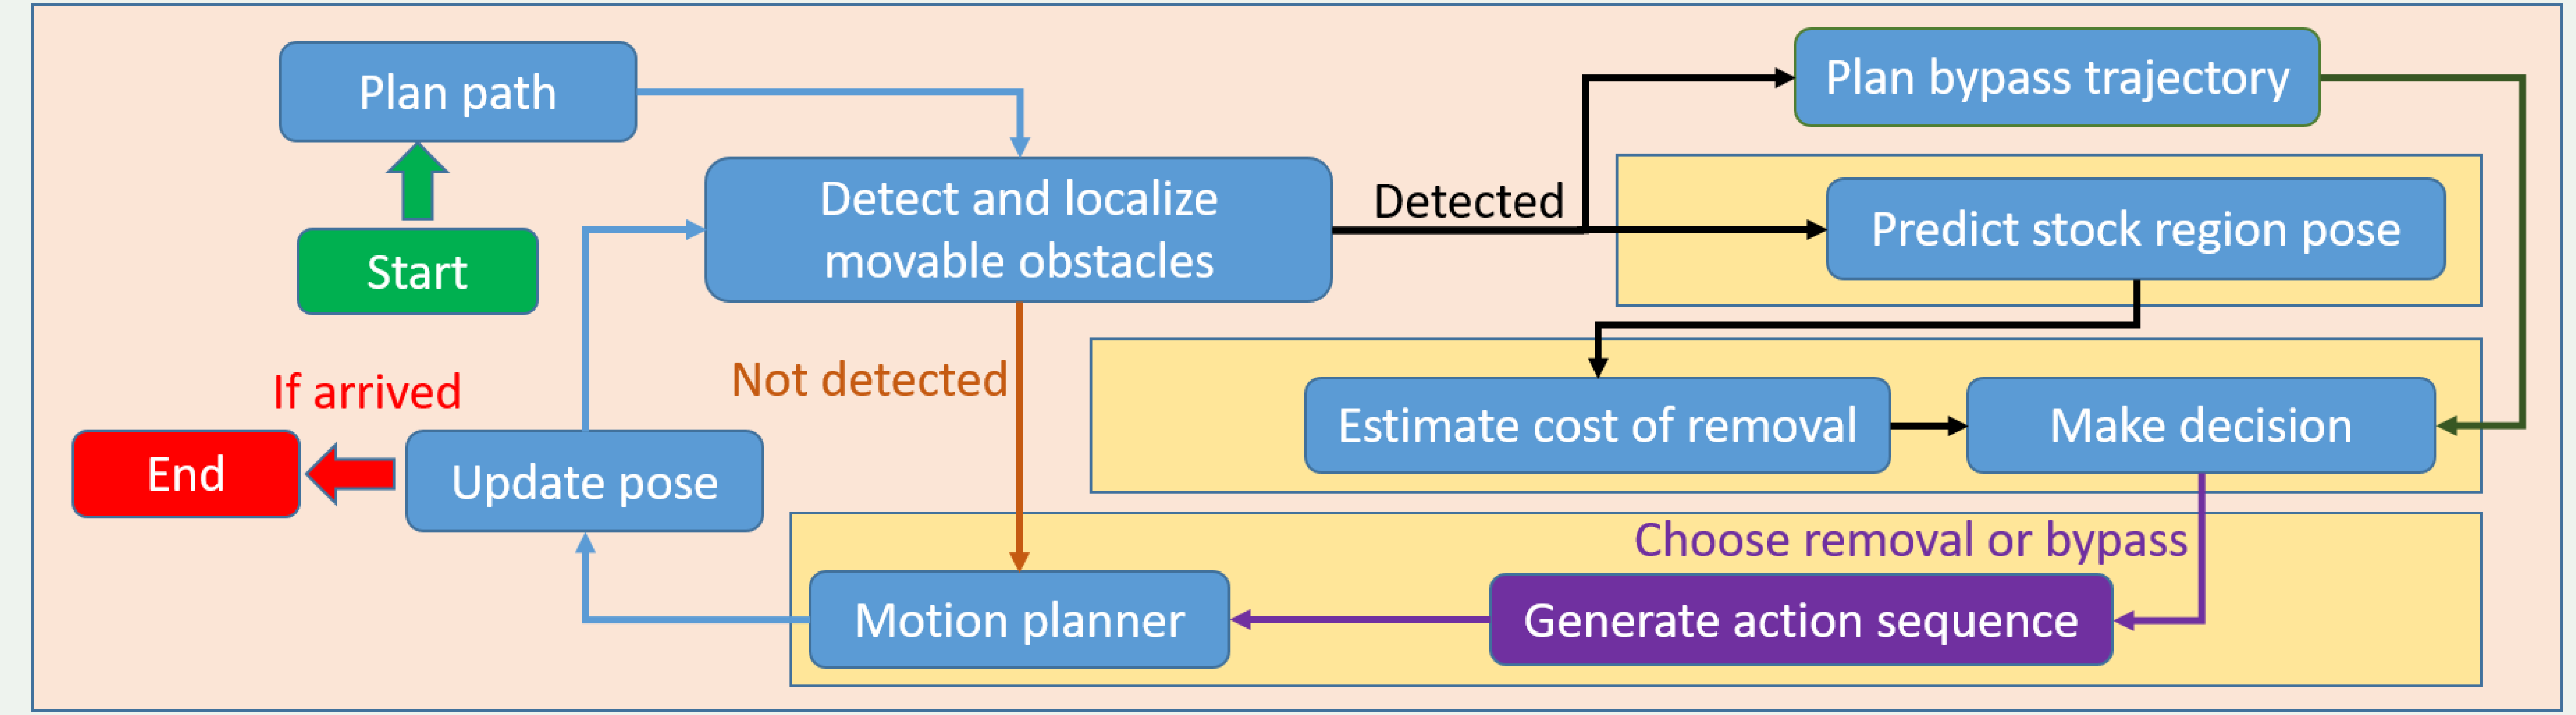 Plan path
Start
Detect and localize
movable obstacles
Detected
Plan bypass trajectory
Predict stock region pose
Not detected
Estimate cost of removal
Make decision
If arrived
End
Update pose
Choose removal or bypass
Motion planner
Generate action sequence